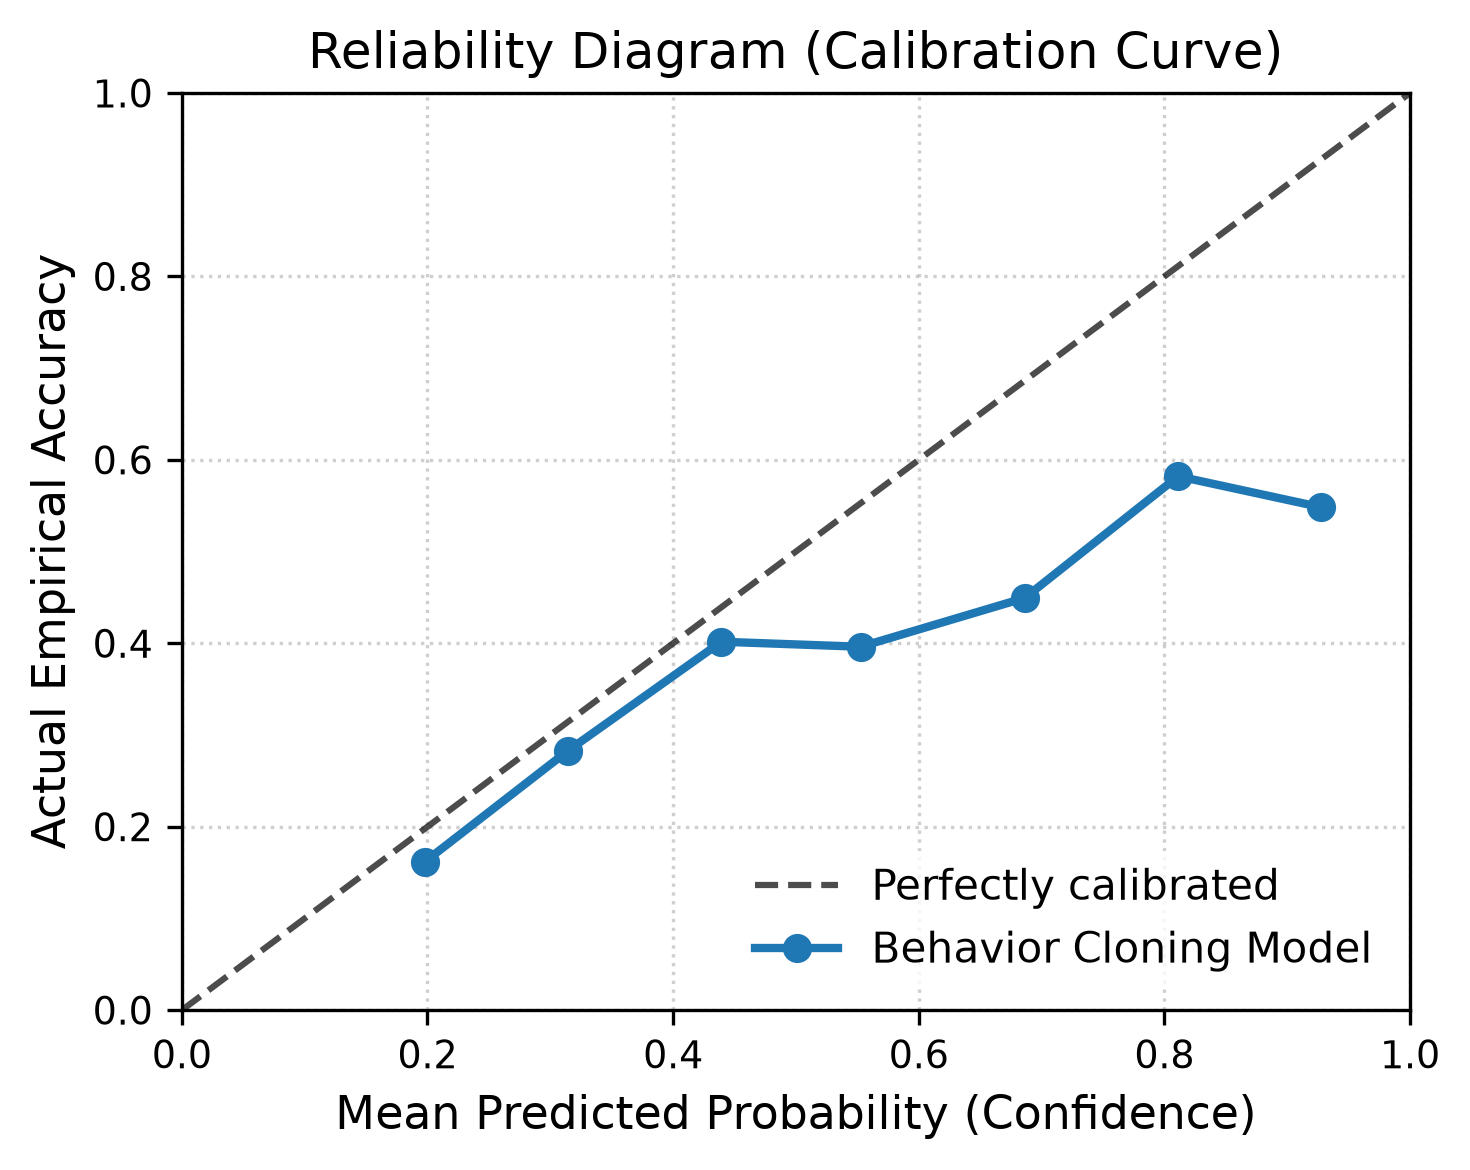 Reliability Diagram (Calibration Curve)
1.0
0.8
0.6
0.4
0.2
0.0
Actual Empirical Accuracy
Perfectly calibrated
Behavior Cloning Model
0.0 0.2 0.4 0.6 0.8 1.0
Mean Predicted Probability (Confidence)